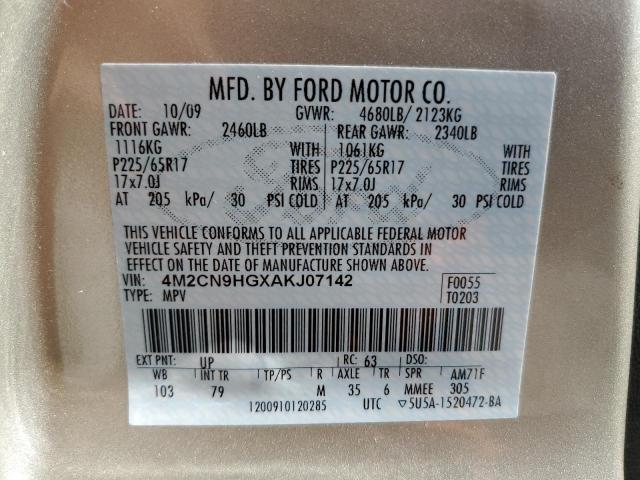 MFD. BY FORD MOTOR CO.
DATE: 10/09 GVWR: 4680LB/ 2123KG
FRONT GAWR: 2460LB REAR GAWR: 2340LB
1116KG WITH 1061KG WITH
P225/65R17 TIRES P225/65R17 TIRES
17x7.0J RIMS 17x7.0J RIMS
AT 205 kPa/ 30 PSI COLD AT 205 kPa/ 30 PSI COLD
THIS VEHICLE CONFORMS TO ALL APPLICABLE FEDERAL MOTOR
VEHICLE SAFETY AND THEFT PREVENTION STANDARDS IN
EFFECT ON THE DATE OF MANUFACTURE SHOWN ABOVE.
VIN: 4M2CN9HGXAKJ07142 F0055
TYPE: MPV T0203
EXT PNT: UP RC: 63 DSO:
WB INT TR TP/PS R AXLE TR SPR AM71F
103 79 M 35 6 MMEE 305
1200910120285 UTC ▽5U5A-1520472-BA